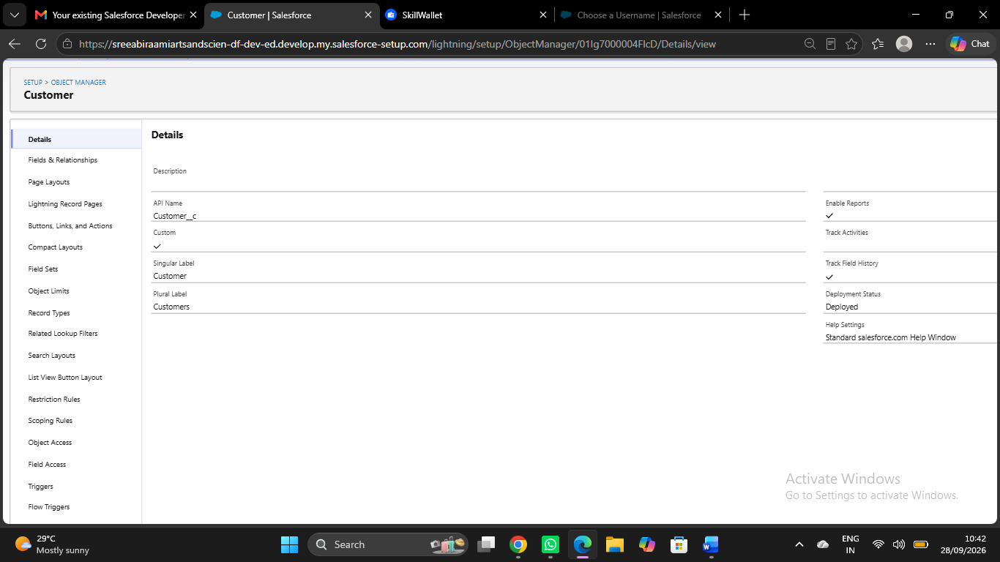 Your existing Salesforce Developer
Customer | Salesforce
SkillWallet
Choose a Username | Salesforce
https://sreeabiraamiartsandscien-df-dev-ed.develop.my.salesforce-setup.com/lightning/setup/ObjectManager/01Ig7000004FIcD/Details/view
Chat
SETUP > OBJECT MANAGER
Customer
Details
Fields & Relationships
Page Layouts
Lightning Record Pages
Buttons, Links, and Actions
Compact Layouts
Field Sets
Object Limits
Record Types
Related Lookup Filters
Search Layouts
List View Button Layout
Restriction Rules
Scoping Rules
Object Access
Field Access
Triggers
Flow Triggers
Details
Description
API Name
Customer__c
Custom
Singular Label
Customer
Plural Label
Customers
Enable Reports
Track Activities
Track Field History
Deployment Status
Deployed
Help Settings
Standard salesforce.com Help Window
Activate Windows
Go to Settings to activate Windows.
29°C
Mostly sunny
Search
ENG
IN
10:42
28/09/2026